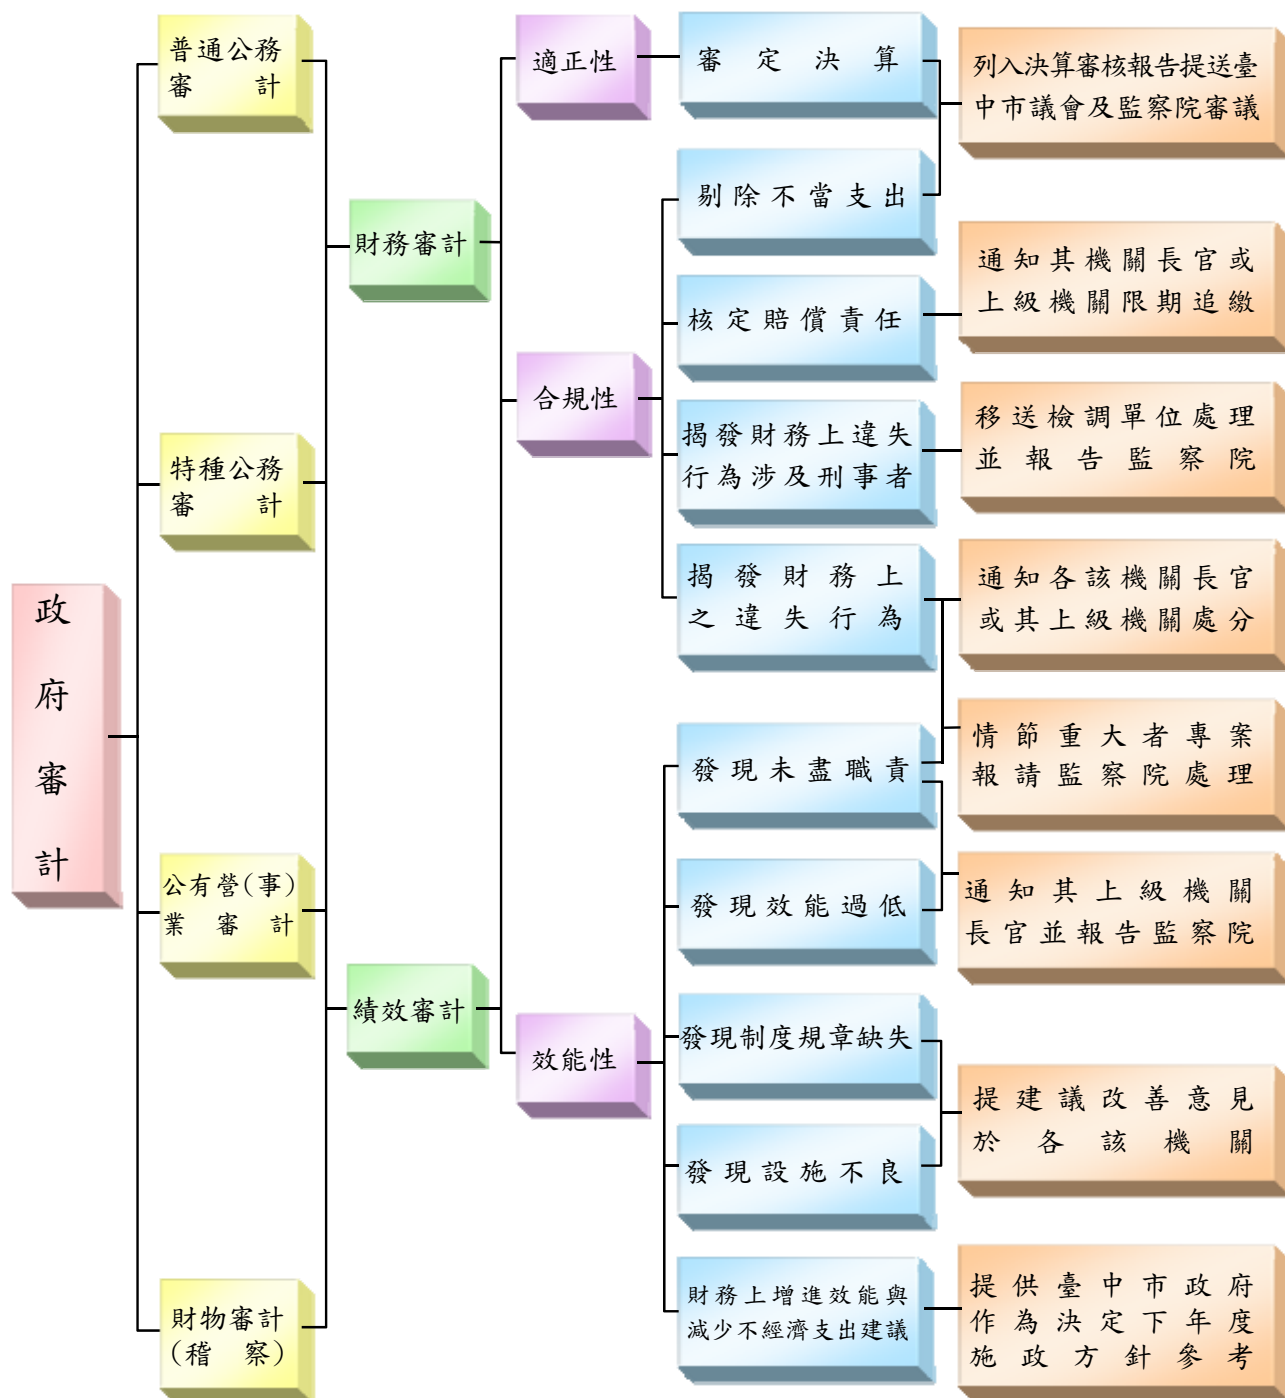 政
府
審
計
普通公務
審計
特種公務
審計
公有營(事)
業審計
財物審計
(稽察)
財務審計
績效審計
適正性
合規性
效能性
審定決算
剔除不當支出
核定賠償責任
揭發財務上違失
行為涉及刑事者
揭發財務上
之違失行為
發現未盡職責
發現效能過低
發現制度規章缺失
發現設施不良
財務上增進效能與
減少不經濟支出建議
列入決算審核報告提送臺
中市議會及監察院審議
通知其機關長官或
上級機關限期追繳
移送檢調單位處理
並報告監察院
通知各該機關長官
或其上級機關處分
情節重大者專案
報請監察院處理
通知其上級機關
長官並報告監察院
提建議改善意見
於各該機關
提供臺中市政府
作為決定下年度
施政方針參考